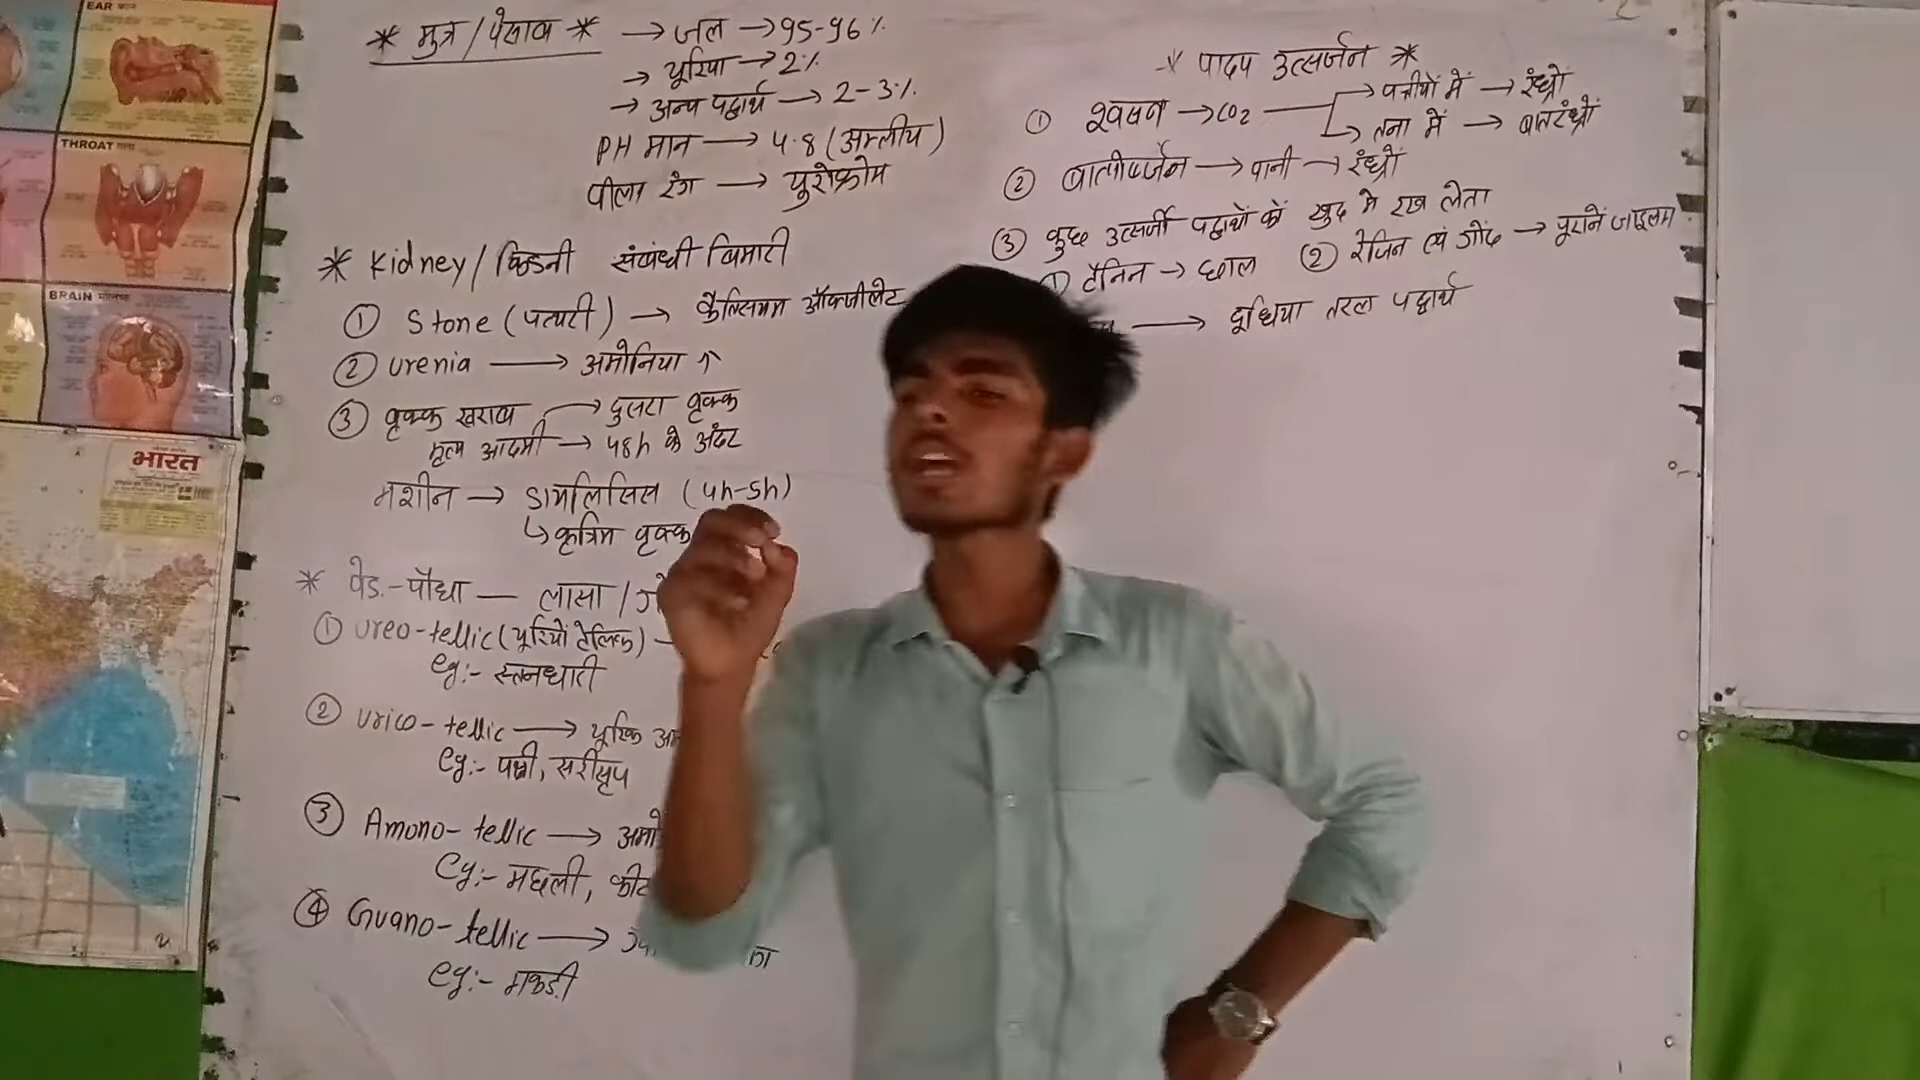 EAR कान
THROAT गला
BRAIN
भारत
* मुत्र / पेसाब * → जल → 95-96 %
→ यूरिया → 2%
→ अन्य पदार्थ → 2-3%
PH मान → 4.8 (अम्लीय)
पीला रंग → युरोक्रोम
* Kidney / किडनी संबंधी बिमारी
① Stone (पत्थरी) → कैल्सियम ऑक्जीलेट
② urenia → अमोनिया ↑
③ वृक्क खराब → दुसरा वृक्क
मृत्य आदमी → 48h के अंदर
मशीन → डायलिसिस (4h-5h)
↳ कृत्रिम वृक्क
* पेड़-पौधा — लासा /
① ureo-tellic (यूरियों टेलिक)
eg:- स्तनधारी
② urico-tellic → यूरिक
eg:- पक्षी, सरीसृप
③ Amono-tellic →
eg:- मछली,
④ Guano-tellic →
eg:- मकड़ी
* पादप उत्सर्जन *
① श्वसन → CO2 → पत्तीयों में → रंध्रों
→ तना में → वातरंध्रों
② वाष्पोत्सर्जन → पानी → रंध्रों
③ कुछ उत्सर्जी पदार्थों को खुद में रख लेता
① टैनिन → छाल ② रेजिन एवं गोंद → पूराने जाइलम
→ दूधिया तरल पदार्थ